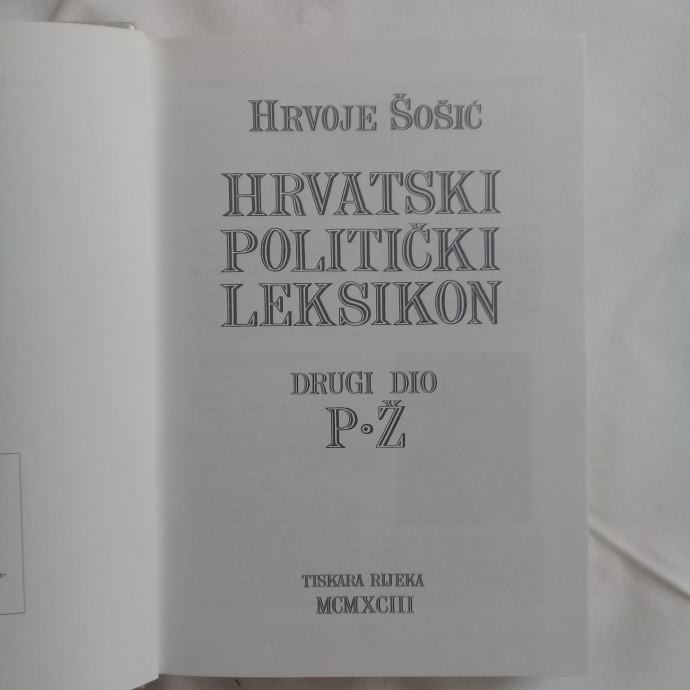 HRVOJE ŠOŠIĆ
HRVATSKI
POLITIČKI
LEKSIKON
DRUGI DIO
P•Ž
TISKARA RIJEKA
MCMXCIII